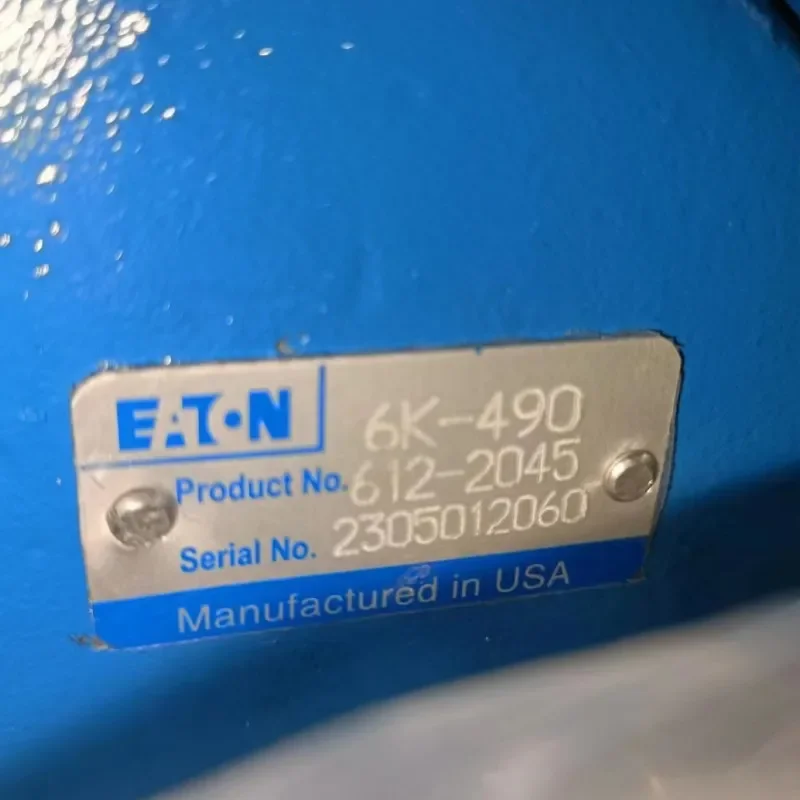 EATON 6K-490
Product No. 612-2045
Serial No. 2305012060
Manufactured in USA